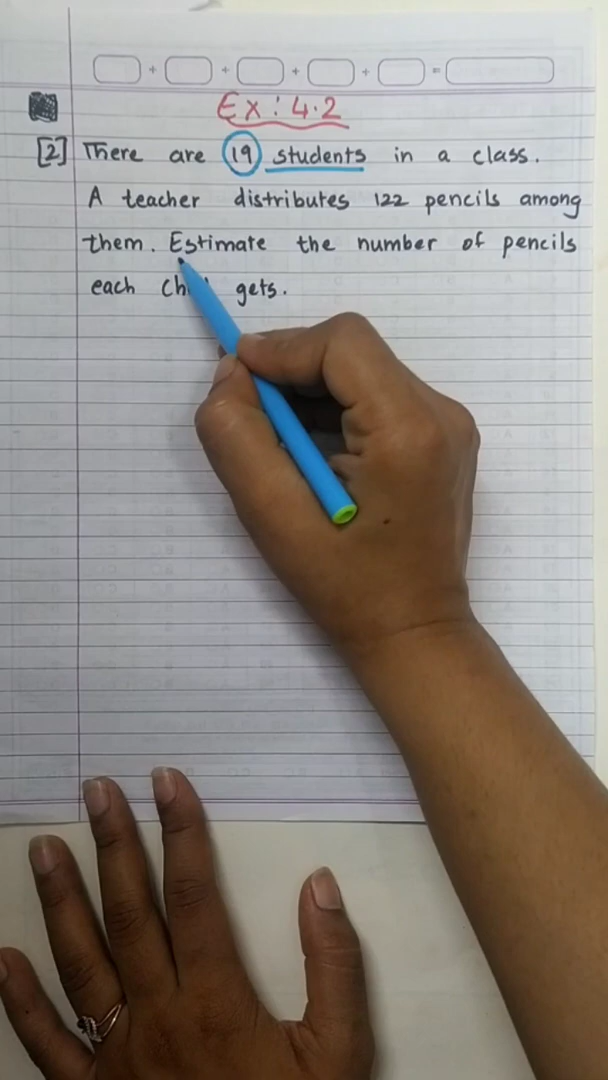 + + + + =
Ex: 4.2
[2] There are 19 students in a class.
A teacher distributes 122 pencils among
them. Estimate the number of pencils
each gets.